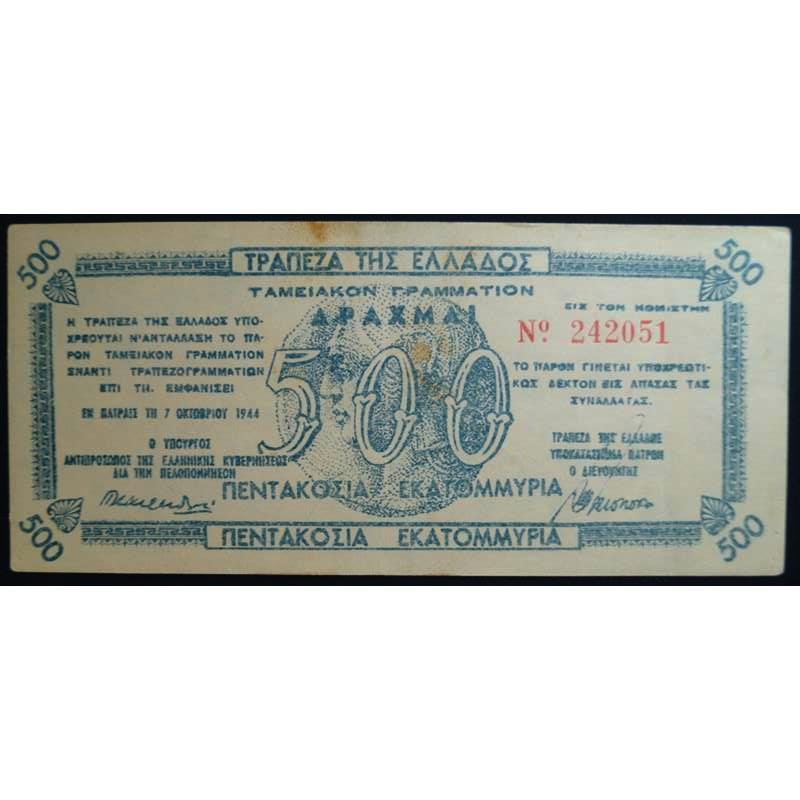 500
500
ΤΡΑΠΕΖΑ ΤΗΣ ΕΛΛΑΔΟΣ
ΤΑΜΕΙΑΚΟΝ ΓΡΑΜΜΑΤΙΟΝ
ΔΡΑΧΜΑΙ
500
Η ΤΡΑΠΕΖΑ ΤΗΣ ΕΛΛΑΔΟΣ ΥΠΟ-
ΧΡΕΟΥΤΑΙ Ν'ΑΝΤΑΛΛΑΣΗ ΤΟ ΠΑ
ΡΟΝ ΤΑΜΕΙΑΚΟΝ ΓΡΑΜΜΑΤΙΟΝ
ΕΝΑΝΤΙ ΤΡΑΠΕΖΟΓΡΑΜΜΑΤΙΩΝ
ΕΠΙ ΤΗ. ΕΜΦΑΝΙΣΕΙ
ΕΝ ΠΑΤΡΑΙΣ ΤΗ 7 ΟΚΤΩΒΡΙΟΥ 1944
Ο ΥΠΟΥΡΓΟΣ
ΑΝΤΙΠΡΟΣΩΠΟΣ ΤΗΣ ΕΛΛΗΝΙΚΗΣ ΚΥΒΕΡΝΗΣΕΩΣ
ΔΙΑ ΤΗΝ ΠΕΛΟΠΟΝΝΗΣΟΝ
ΕΙΣ ΤΟΝ ΚΟΜΙΣΤΗΝ
Nº 242051
ΤΟ ΠΑΡΟΝ ΓΙΝΕΤΑΙ ΥΠΟΧΡΕΩΤΙ-
ΚΩΣ ΔΕΚΤΟΝ ΕΙΣ ΑΠΑΣΑΣ ΤΑΣ
ΣΥΝΑΛΛΑΓΑΣ.
ΤΡΑΠΕΖΑ ΤΗΣ ΕΛΛΑΔΟΣ
ΥΠΟΚΑΤΑΣΤΗΜΑ ΠΑΤΡΩΝ
Ο ΔΙΕΥΘΥΝΤΗΣ
ΠΕΝΤΑΚΟΣΙΑ ΕΚΑΤΟΜΜΥΡΙΑ
ΠΕΝΤΑΚΟΣΙΑ ΕΚΑΤΟΜΜΥΡΙΑ
500
500